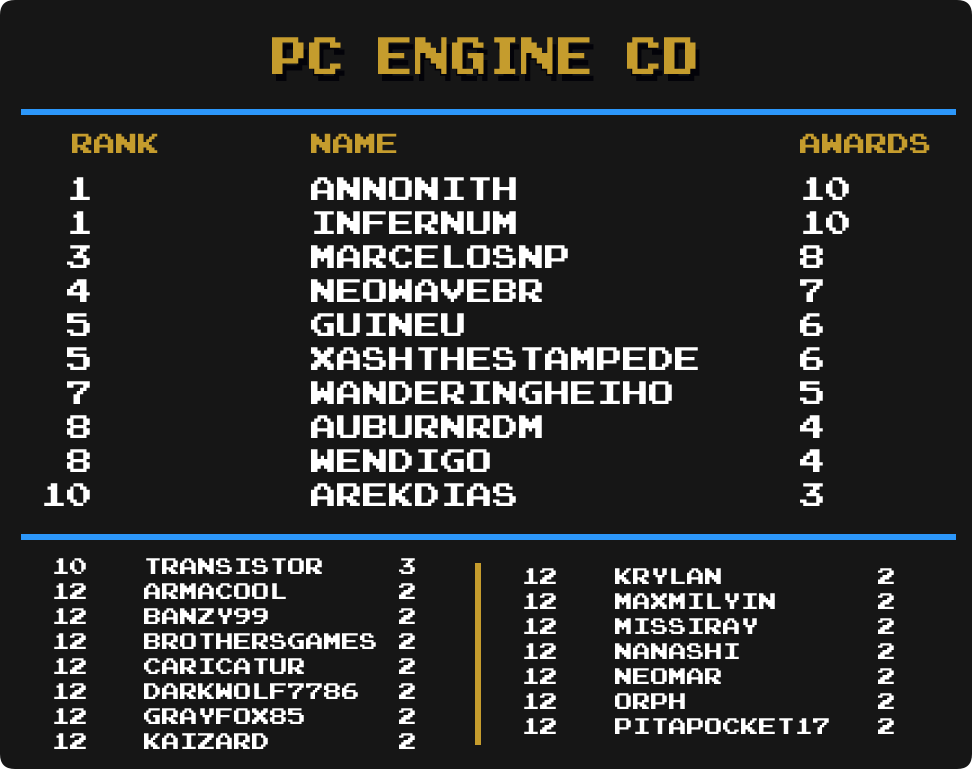 PC ENGINE CD
RANK NAME AWARDS
1 ANNONITH 10
1 INFERNUM 10
3 MARCELOSNP 8
4 NEOWAVEBR 7
5 GUINEU 6
5 XASHTHESTAMPEDE 6
7 WANDERINGHEIHO 5
8 AUBURNRDM 4
8 WENDIGO 4
10 AREKDIAS 3
10 TRANSISTOR 3
12 ARMACOOL 2
12 BANZY99 2
12 BROTHERSGAMES 2
12 CARICATUR 2
12 DARKWOLF7786 2
12 GRAYFOX85 2
12 KAIZARD 2
12 KRYLAN 2
12 MAXMILYIN 2
12 MISSIRAY 2
12 NANASHI 2
12 NEOMAR 2
12 ORPH 2
12 PITAPOCKET17 2